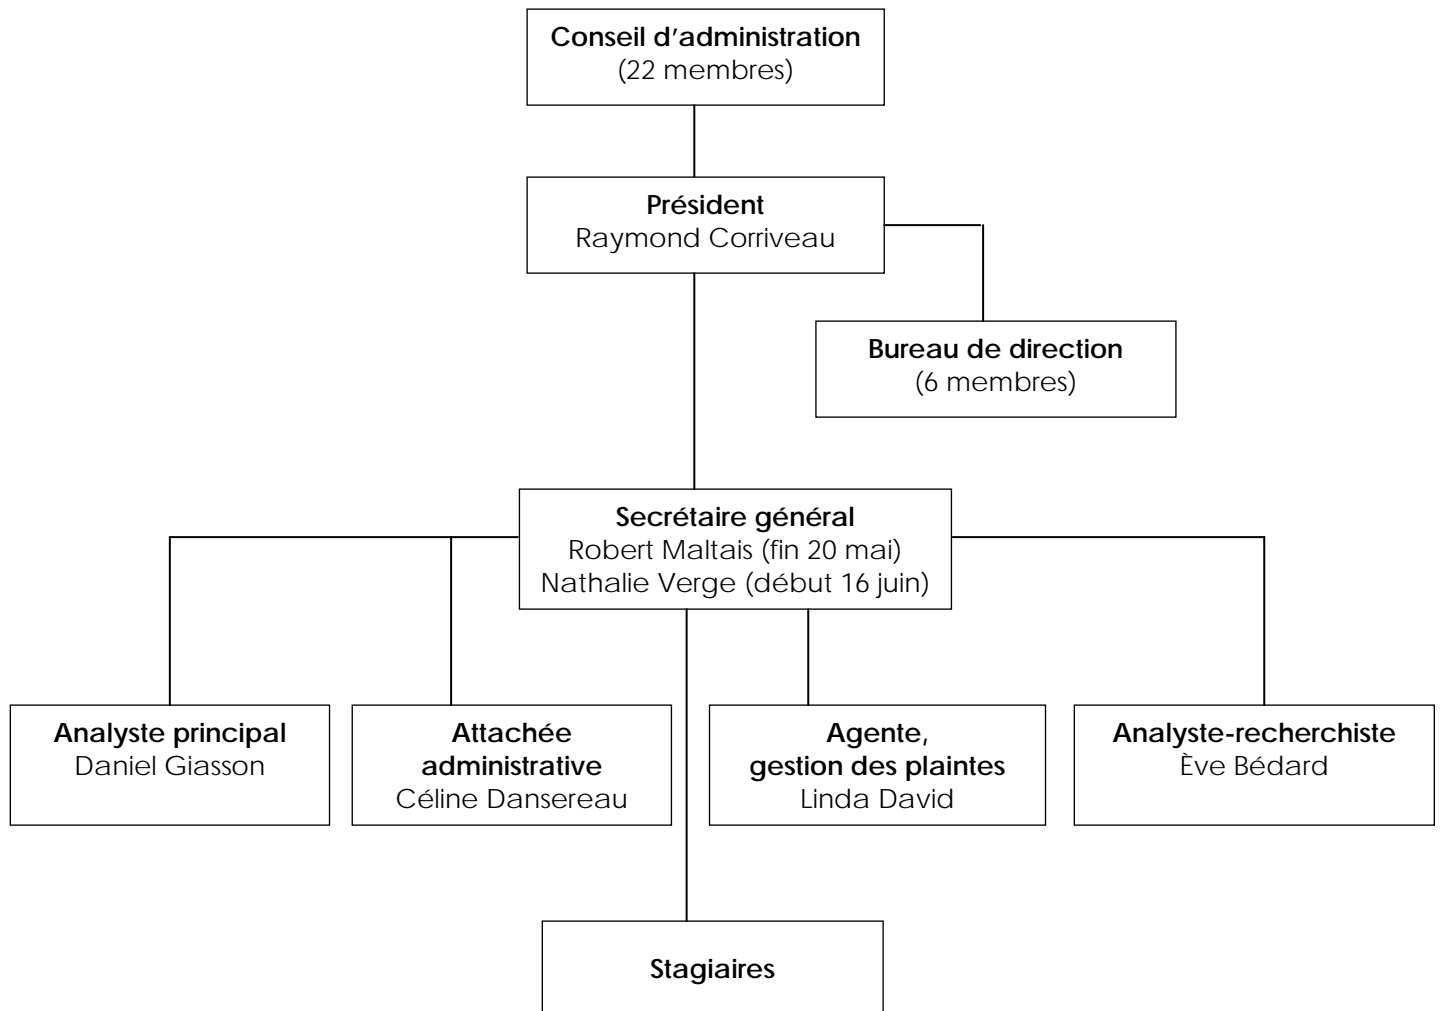 Conseil d'administration
(22 membres)
Président
Raymond Corriveau
Bureau de direction
(6 membres)
Secrétaire général
Robert Maltais (fin 20 mai)
Nathalie Verge (début 16 juin)
Analyste principal
Daniel Giasson
Attachée
administrative
Céline Dansereau
Agente,
gestion des plaintes
Linda David
Analyste-recherchiste
Ève Bédard
Stagiaires